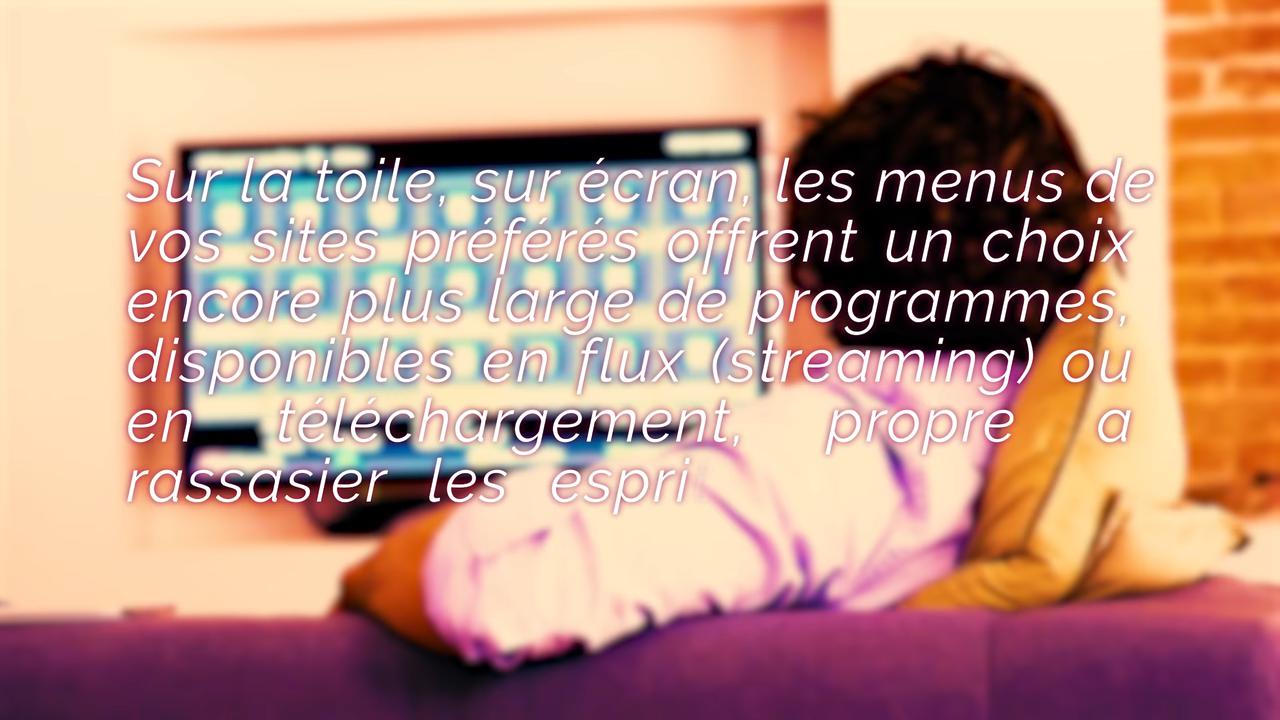 Sur la toile, sur écran, les menus de
vos sites préférés offrent un choix
encore plus large de programmes,
disponibles en flux (streaming) ou
en téléchargement, propre a
rassasier les espri